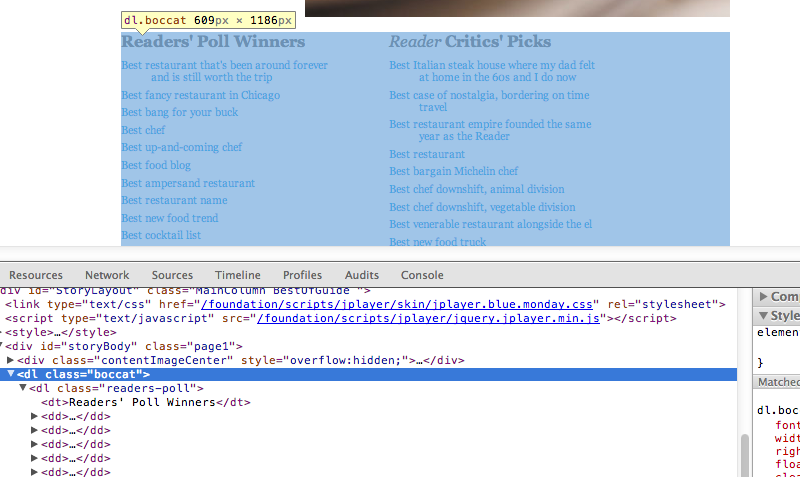 dl.boccat 609px × 1186px
Readers' Poll Winners
Best restaurant that's been around forever
and is still worth the trip
Best fancy restaurant in Chicago
Best bang for your buck
Best chef
Best up-and-coming chef
Best food blog
Best ampersand restaurant
Best restaurant name
Best new food trend
Best cocktail list
Reader Critics' Picks
Best Italian steak house where my dad felt
at home in the 60s and I do now
Best case of nostalgia, bordering on time
travel
Best restaurant empire founded the same
year as the Reader
Best restaurant
Best bargain Michelin chef
Best chef downshift, animal division
Best chef downshift, vegetable division
Best venerable restaurant alongside the el
Best new food truck
Resources Network Sources Timeline Profiles Audits Console
div id="StoryLayout" class="MainColumn BestOfGuide ">
<link type="text/css" href="/foundation/scripts/jplayer/skin/jplayer.blue.monday.css" rel="stylesheet">
<script type="text/javascript" src="/foundation/scripts/jplayer/jquery.jplayer.min.js"></script>
<style>…</style>
<div id="storyBody" class="page1">
<div class="contentImageCenter" style="overflow:hidden;">…</div>
<dl class="boccat">
<dl class="readers-poll">
<dt>Readers' Poll Winners</dt>
<dd>…</dd>
<dd>…</dd>
<dd>…</dd>
<dd>…</dd>
<dd>…</dd>
Comp
Style
elemen
}
Matched
dl.boc
font
widt
righ
floa
clea